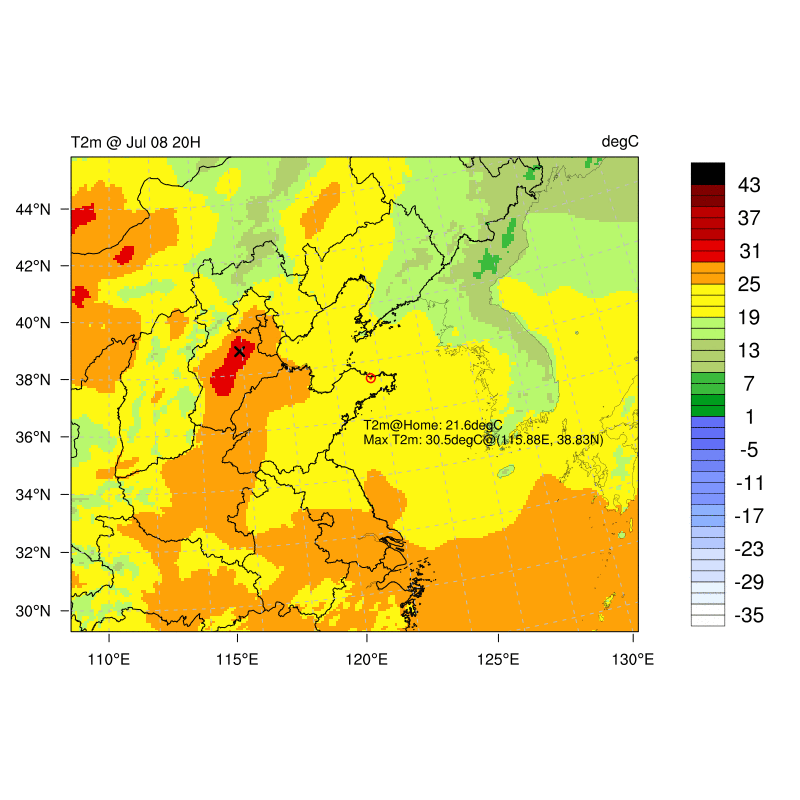 T2m @ Jul 08 20H
degC
44°N
42°N
40°N
38°N
36°N
34°N
32°N
30°N
110°E
115°E
120°E
125°E
130°E
T2m@Home: 21.6degC
Max T2m: 30.5degC@(115.88E, 38.83N)
43
37
31
25
19
13
7
1
-5
-11
-17
-23
-29
-35